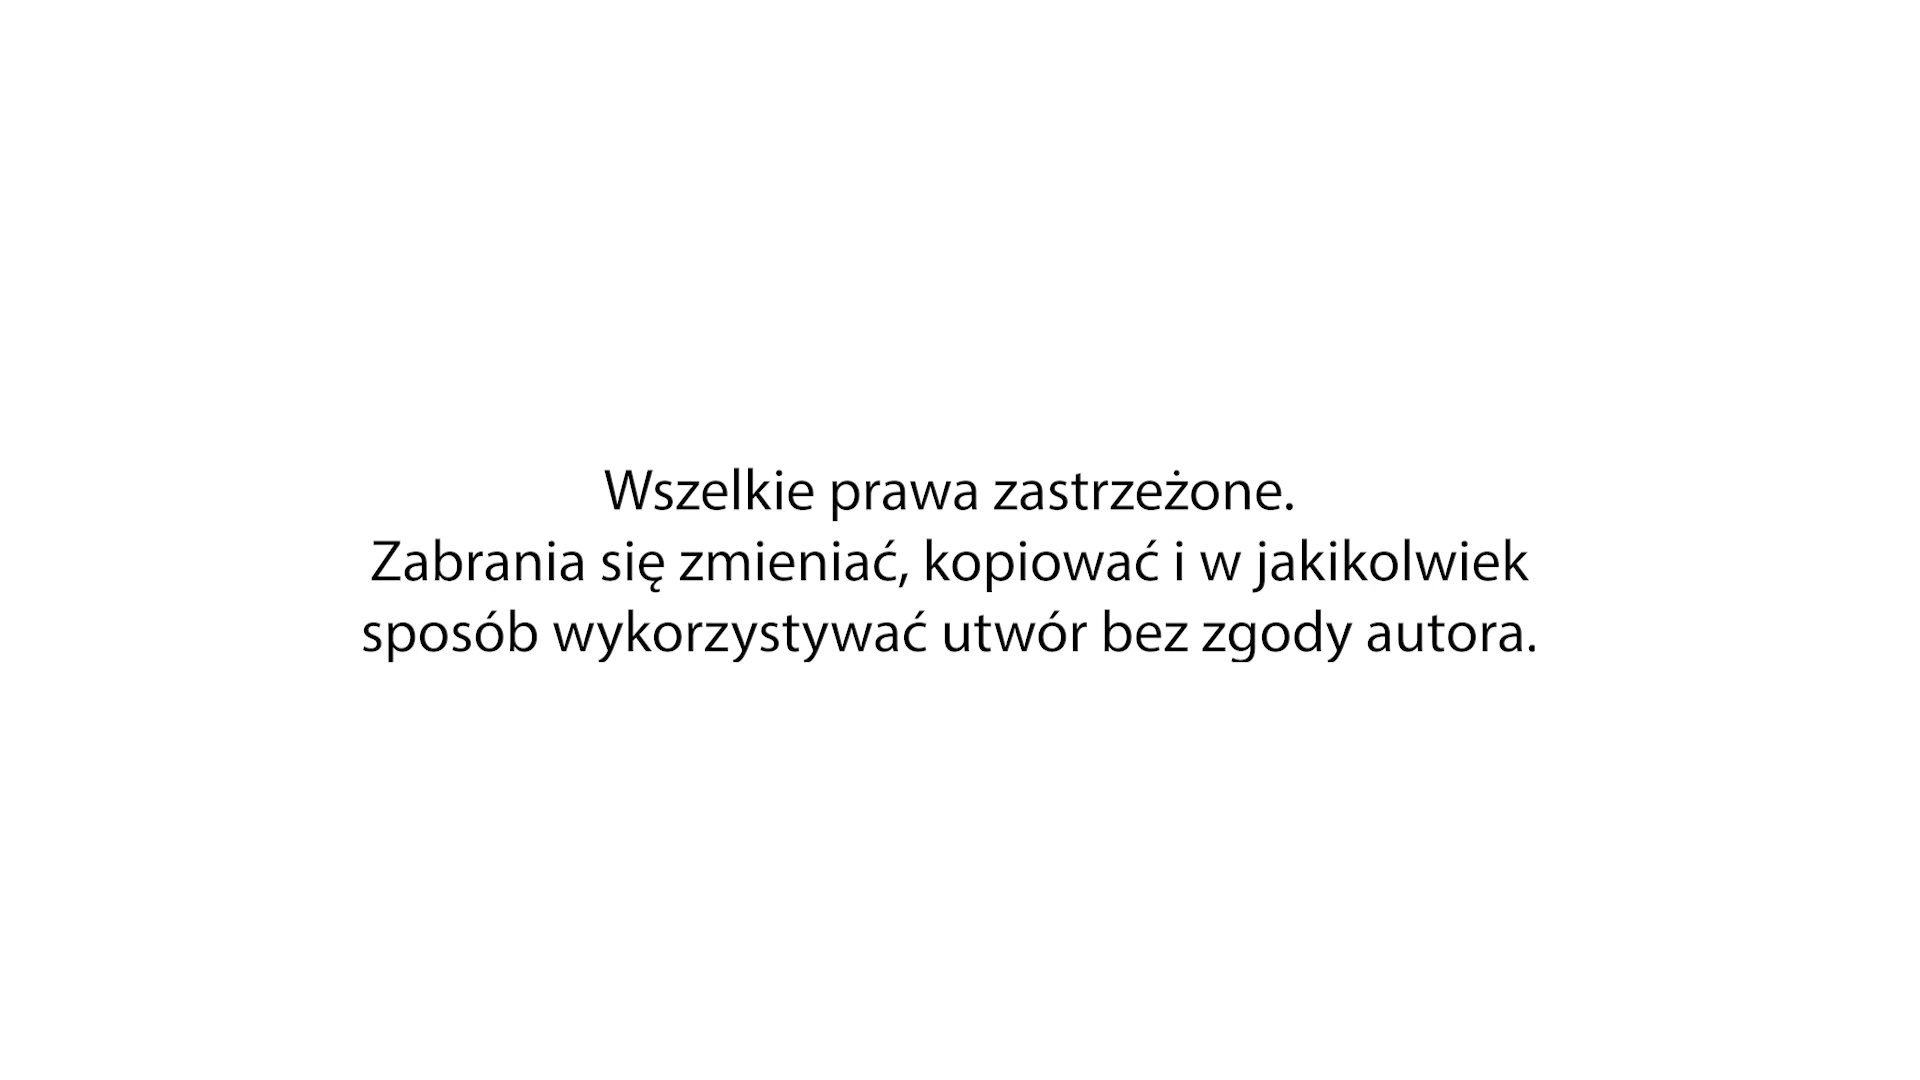 Wszelkie prawa zastrzeżone.
Zabrania się zmieniać, kopiować i w jakikolwiek
sposób wykorzystywać utwór bez zgody autora.